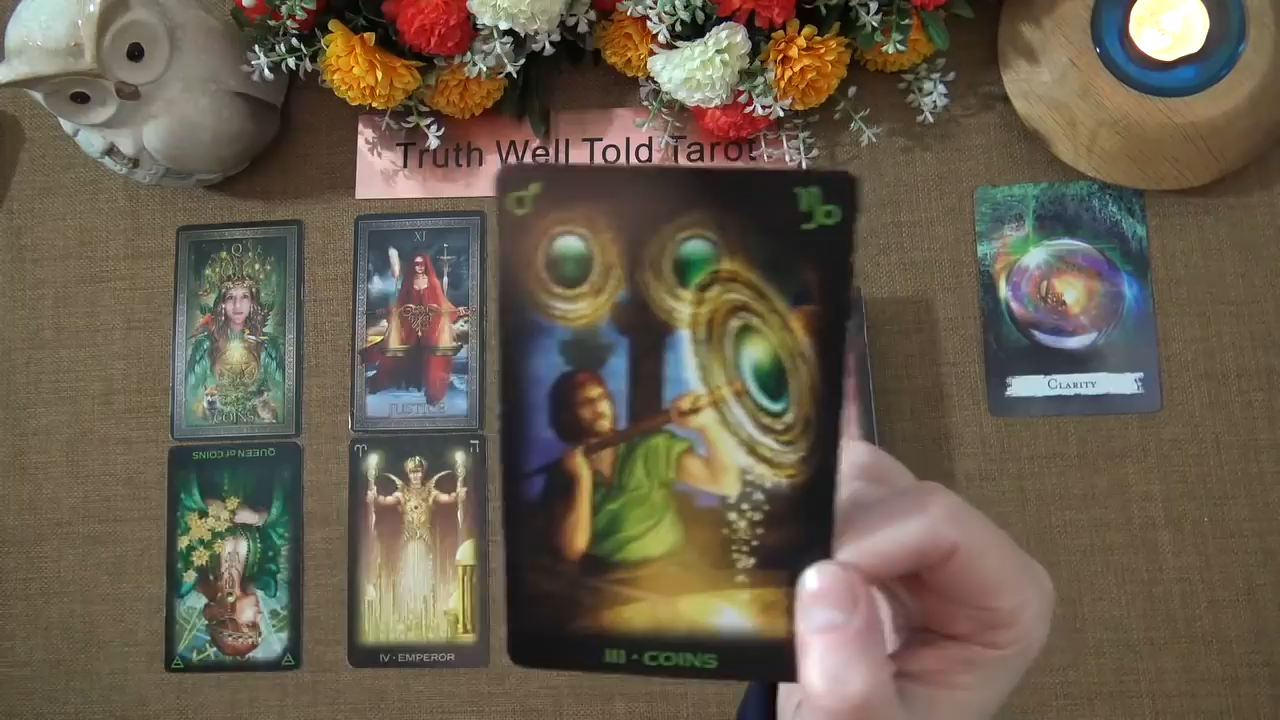 Truth Well Told Tarot
Q
COINS
XI
JUSTICE
QUEEN of COINS
IV • EMPEROR
III • COINS
CLARITY